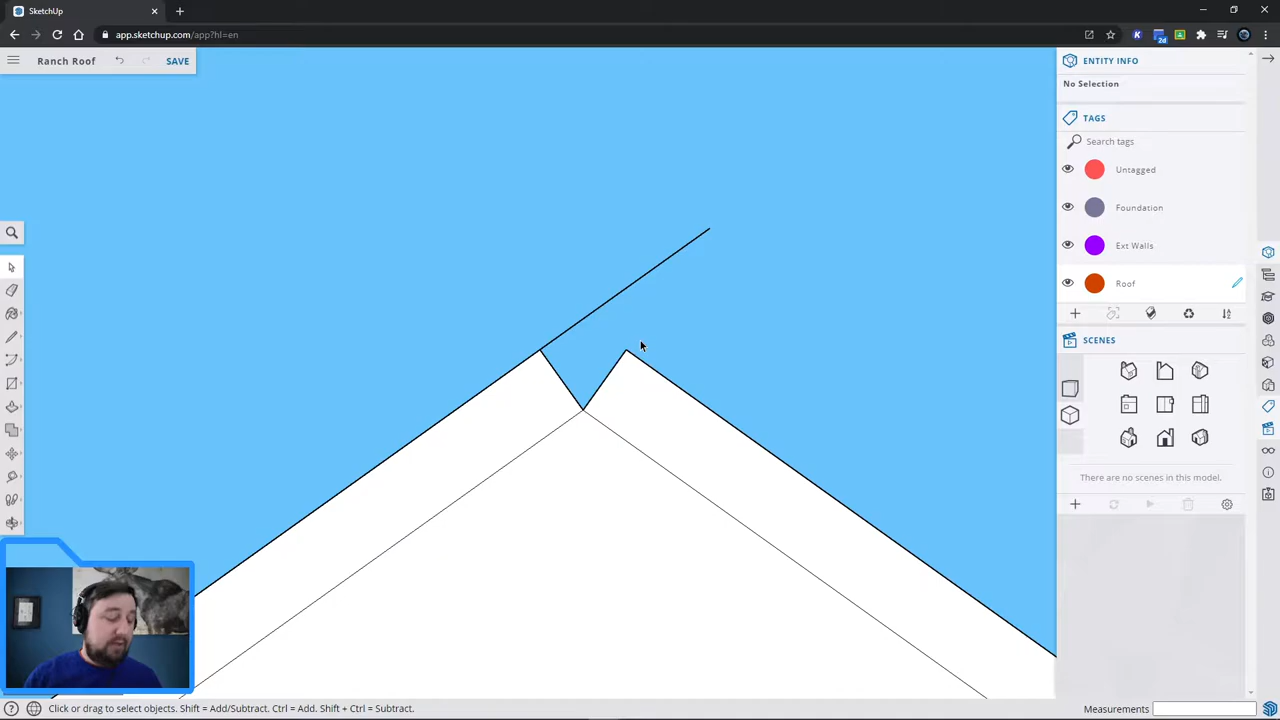 SketchUp
app.sketchup.com/app?hl=en
Ranch Roof
SAVE
ENTITY INFO
No Selection
TAGS
Search tags
Untagged
Foundation
Ext Walls
Roof
SCENES
There are no scenes in this model.
Click or drag to select objects. Shift = Add/Subtract. Ctrl = Add. Shift + Ctrl = Subtract.
Measurements